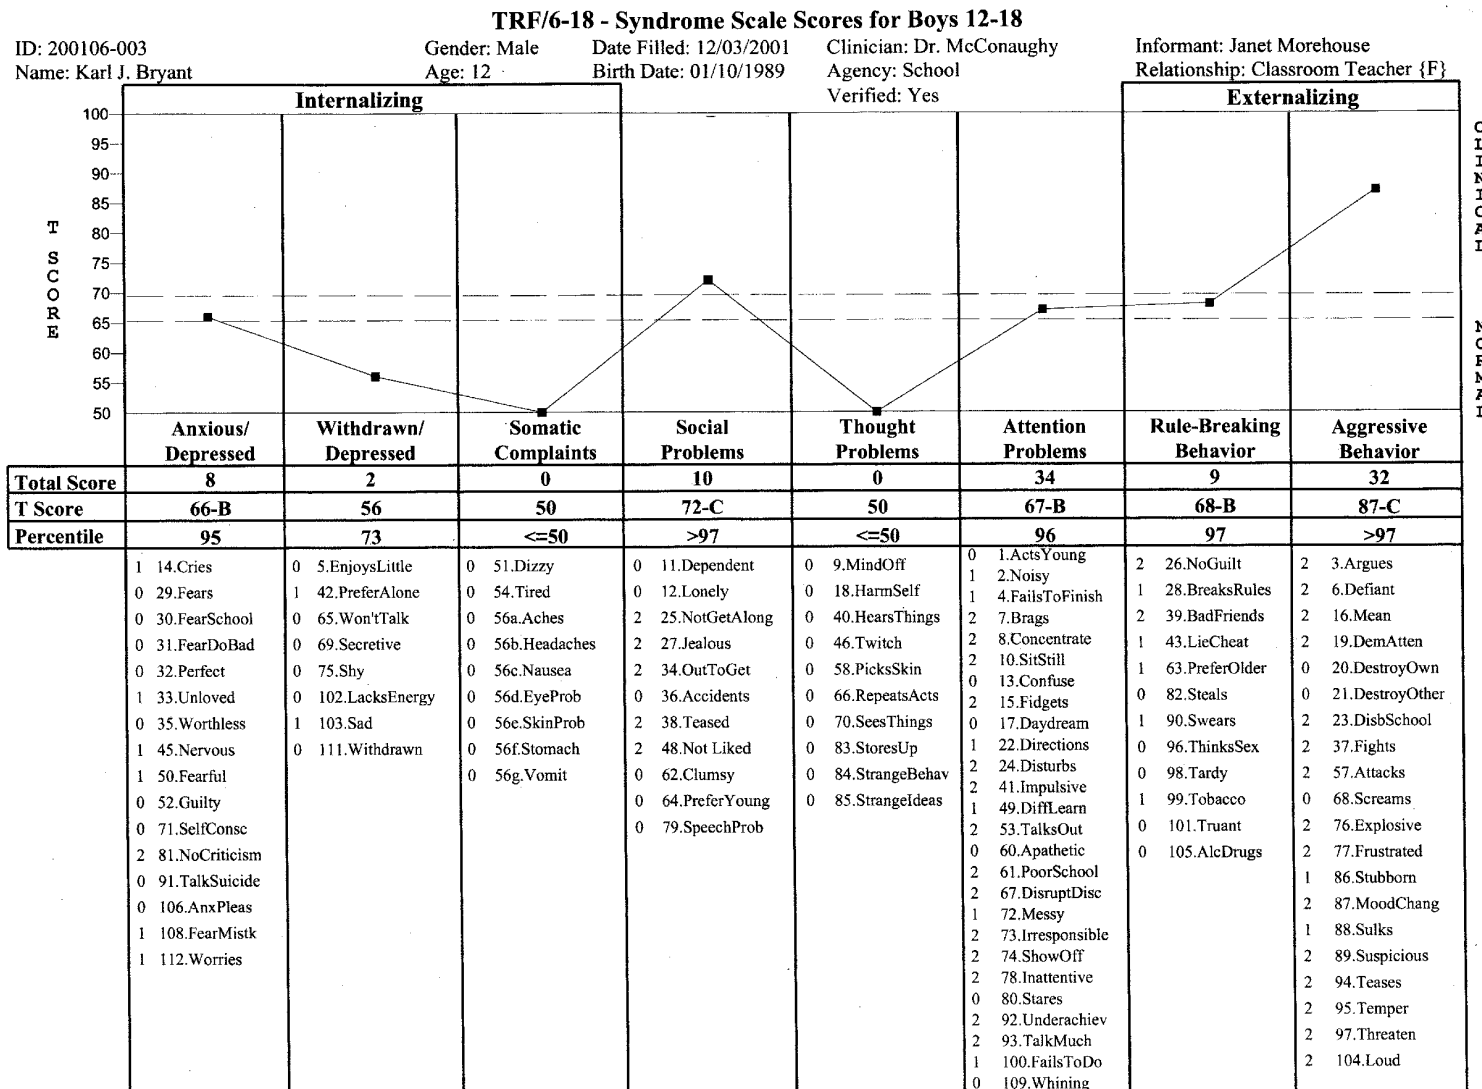 TRF/6-18 - Syndrome Scale Scores for Boys 12-18
ID: 200106-003 Gender: Male Date Filled: 12/03/2001 Clinician: Dr. McConaughy Informant: Janet Morehouse
Name: Karl J. Bryant Age: 12 Birth Date: 01/10/1989 Agency: School Relationship: Classroom Teacher {F}
Verified: Yes
Internalizing Externalizing
100
95
90
85
80
75
70
65
60
55
50
T SCORE
CLINICAL
NORMAL
Anxious/ Withdrawn/ Somatic Social Thought Attention Rule-Breaking Aggressive
Depressed Depressed Complaints Problems Problems Problems Behavior Behavior
Total Score 8 2 0 10 0 34 9 32
T Score 66-B 56 50 72-C 50 67-B 68-B 87-C
Percentile 95 73 <=50 >97 <=50 96 97 >97
1 14.Cries
0 29.Fears
0 30.FearSchool
0 31.FearDoBad
0 32.Perfect
1 33.Unloved
0 35.Worthless
1 45.Nervous
1 50.Fearful
0 52.Guilty
0 71.SelfConsc
2 81.NoCriticism
0 91.TalkSuicide
0 106.AnxPleas
1 108.FearMistk
1 112.Worries
0 5.EnjoysLittle
1 42.PreferAlone
0 65.Won'tTalk
0 69.Secretive
0 75.Shy
0 102.LacksEnergy
1 103.Sad
0 111.Withdrawn
0 51.Dizzy
0 54.Tired
0 56a.Aches
0 56b.Headaches
0 56c.Nausea
0 56d.EyeProb
0 56e.SkinProb
0 56f.Stomach
0 56g.Vomit
0 11.Dependent
0 12.Lonely
2 25.NotGetAlong
2 27.Jealous
2 34.OutToGet
0 36.Accidents
2 38.Teased
2 48.Not Liked
0 62.Clumsy
0 64.PreferYoung
0 79.SpeechProb
0 9.MindOff
0 18.HarmSelf
0 40.HearsThings
0 46.Twitch
0 58.PicksSkin
0 66.RepeatsActs
0 70.SeesThings
0 83.StoresUp
0 84.StrangeBehav
0 85.StrangeIdeas
0 1.ActsYoung
1 2.Noisy
1 4.FailsToFinish
2 7.Brags
2 8.Concentrate
2 10.SitStill
0 13.Confuse
2 15.Fidgets
0 17.Daydream
1 22.Directions
2 24.Disturbs
2 41.Impulsive
1 49.DiffLearn
2 53.TalksOut
0 60.Apathetic
2 61.PoorSchool
2 67.DisruptDisc
1 72.Messy
2 73.Irresponsible
2 74.ShowOff
2 78.Inattentive
0 80.Stares
2 92.Underachiev
2 93.TalkMuch
1 100.FailsToDo
0 109.Whining
2 26.NoGuilt
1 28.BreaksRules
2 39.BadFriends
1 43.LieCheat
1 63.PreferOlder
0 82.Steals
1 90.Swears
0 96.ThinksSex
0 98.Tardy
1 99.Tobacco
0 101.Truant
0 105.AlcDrugs
2 3.Argues
2 6.Defiant
2 16.Mean
2 19.DemAtten
0 20.DestroyOwn
0 21.DestroyOther
2 23.DisbSchool
2 37.Fights
2 57.Attacks
0 68.Screams
2 76.Explosive
2 77.Frustrated
1 86.Stubborn
2 87.MoodChang
1 88.Sulks
2 89.Suspicious
2 94.Teases
2 95.Temper
2 97.Threaten
2 104.Loud